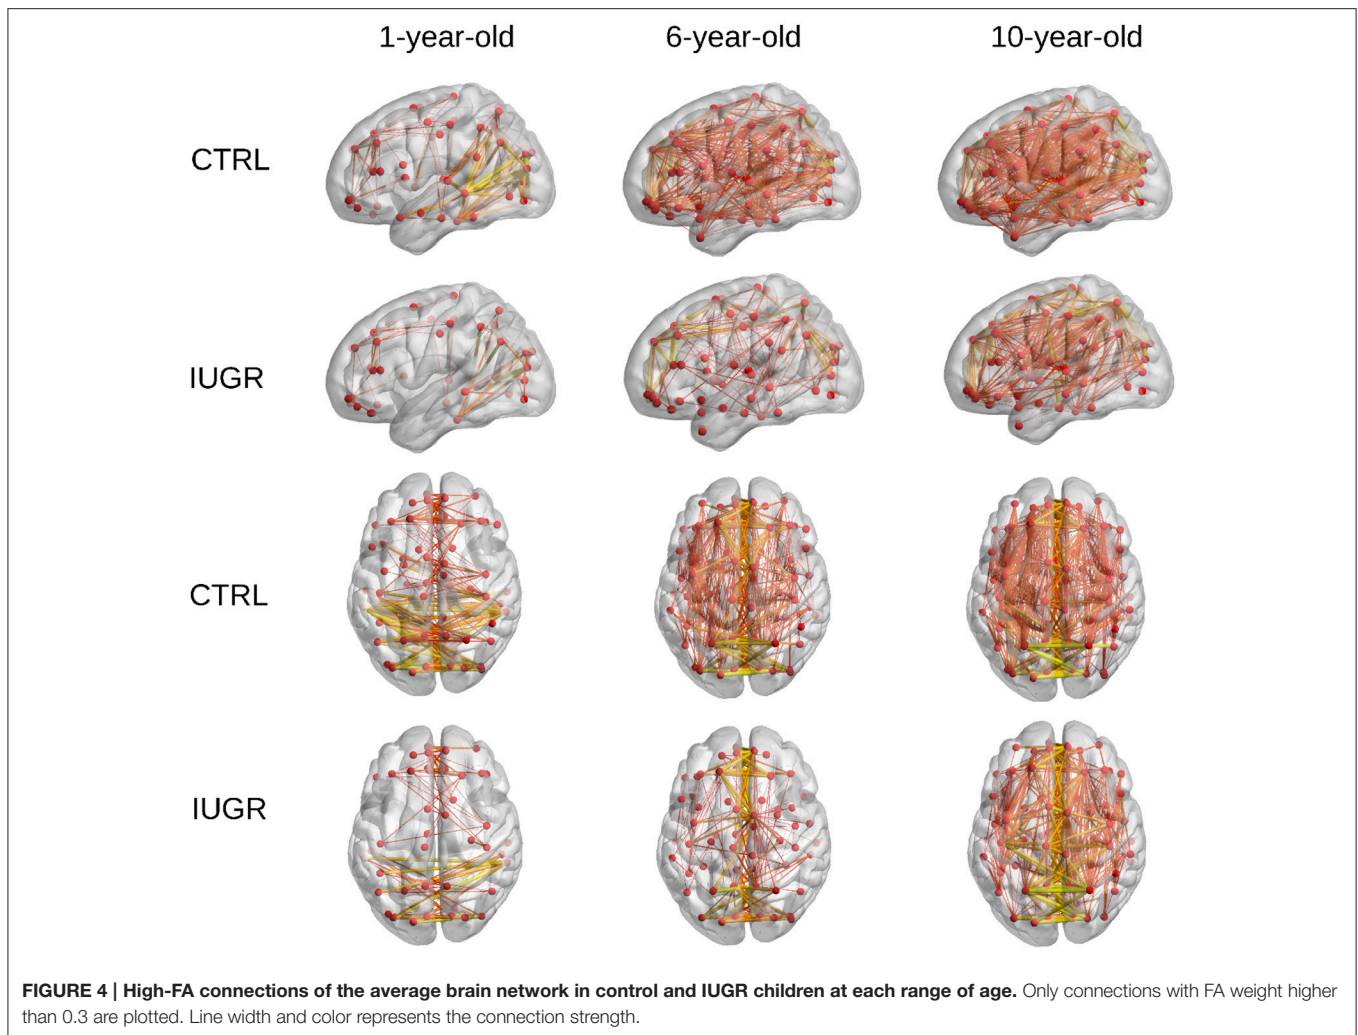 1-year-old 6-year-old 10-year-old
CTRL
IUGR
CTRL
IUGR
FIGURE 4 | High-FA connections of the average brain network in control and IUGR children at each range of age. Only connections with FA weight higher
than 0.3 are plotted. Line width and color represents the connection strength.